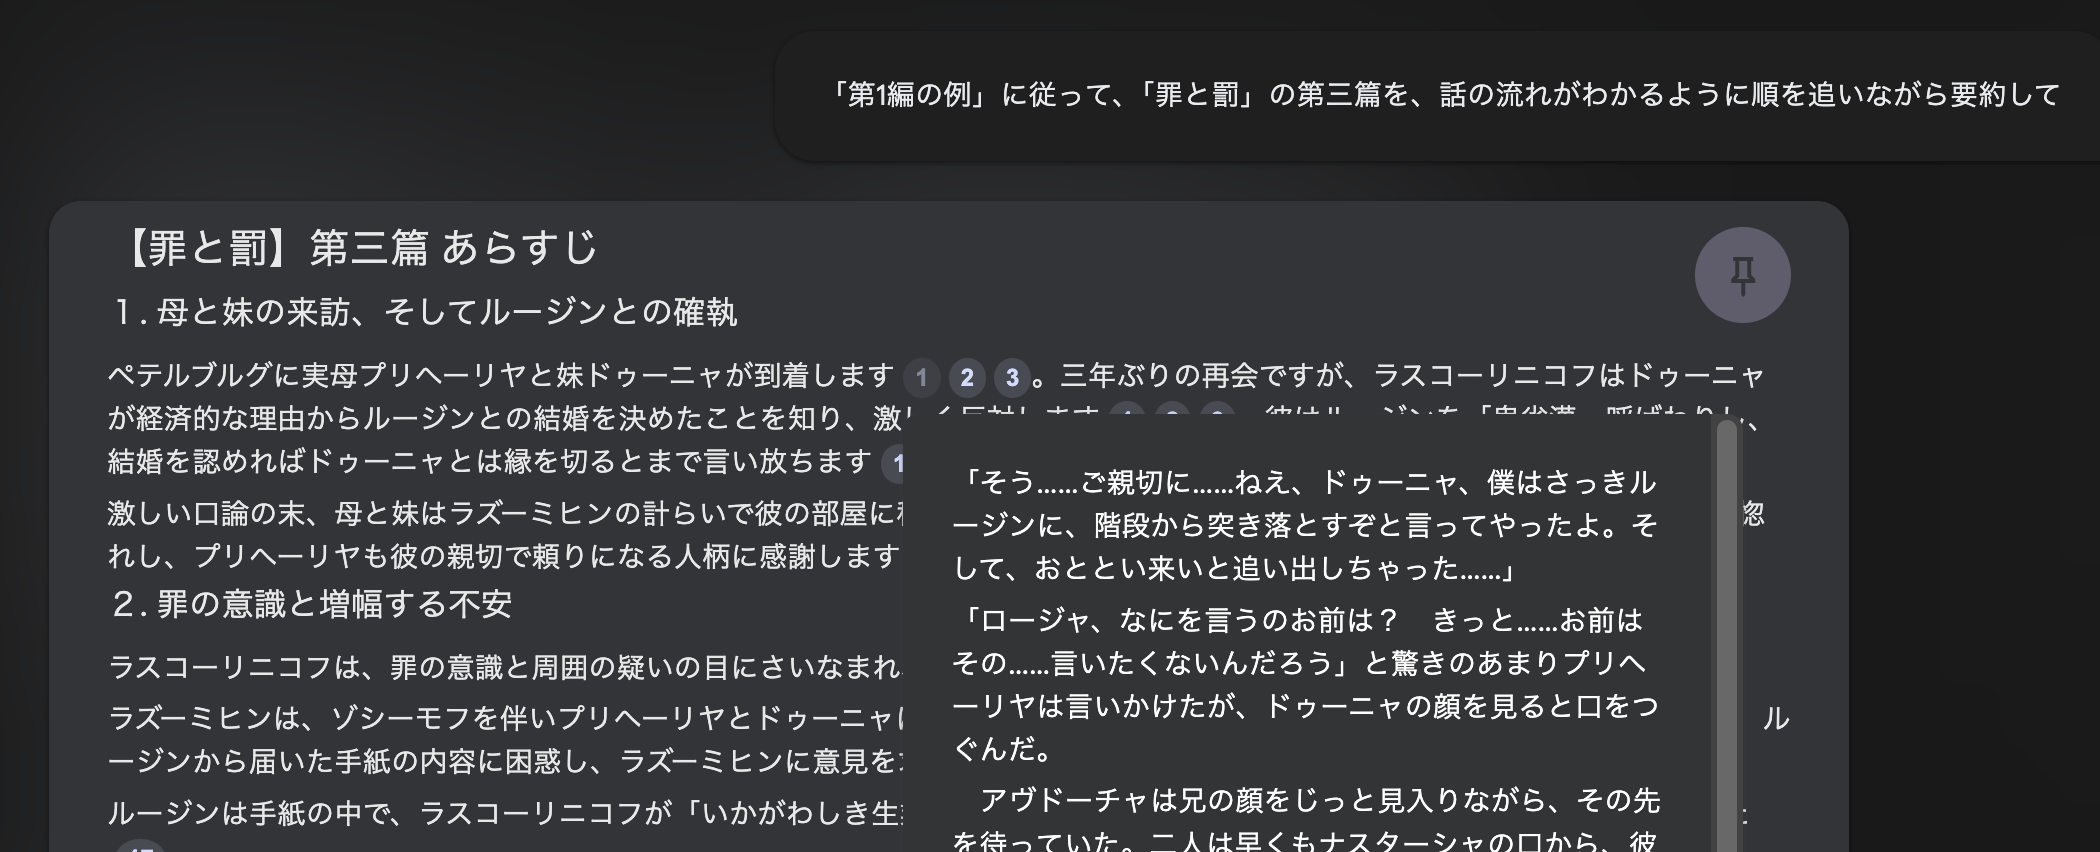 「第1編の例」に従って、「罪と罰」の第三篇を、話の流れがわかるように順を追いながら要約して
【罪と罰】第三篇 あらすじ
1. 母と妹の来訪、そしてルージンとの確執
ペテルブルグに実母プリヘーリヤと妹ドゥーニャが到着します 1 2 3。三年ぶりの再会ですが、ラスコーリニコフはドゥーニャ
が経済的な理由からルージンとの結婚を決めたことを知り、激しく反対します
結婚を認めればドゥーニャとは縁を切るとまで言い放ちます 1
激しい口論の末、母と妹はラズーミヒンの計らいで彼の部屋に
惚
れし、プリヘーリヤも彼の親切で頼りになる人柄に感謝します
2. 罪の意識と増幅する不安
ラスコーリニコフは、罪の意識と周囲の疑いの目にさいなまれ
ラズーミヒンは、ゾシーモフを伴いプリヘーリヤとドゥーニャ
ル
ージンから届いた手紙の内容に困惑し、ラズーミヒンに意見を
ルージンは手紙の中で、ラスコーリニコフが「いかがわしき生
「そう……ご親切に……ねえ、ドゥーニャ、僕はさっきル
ージンに、階段から突き落とすぞと言ってやったよ。そ
して、おととい来いと追い出しちゃった……」
「ロージャ、なにを言うのお前は？　きっと……お前は
その……言いたくないんだろう」と驚きのあまりプリヘ
ーリヤは言いかけたが、ドゥーニャの顔を見ると口をつ
ぐんだ。
アヴドーチャは兄の顔をじっと見入りながら、その先
を待っていた。二人は早くもナスターシャの口から、彼